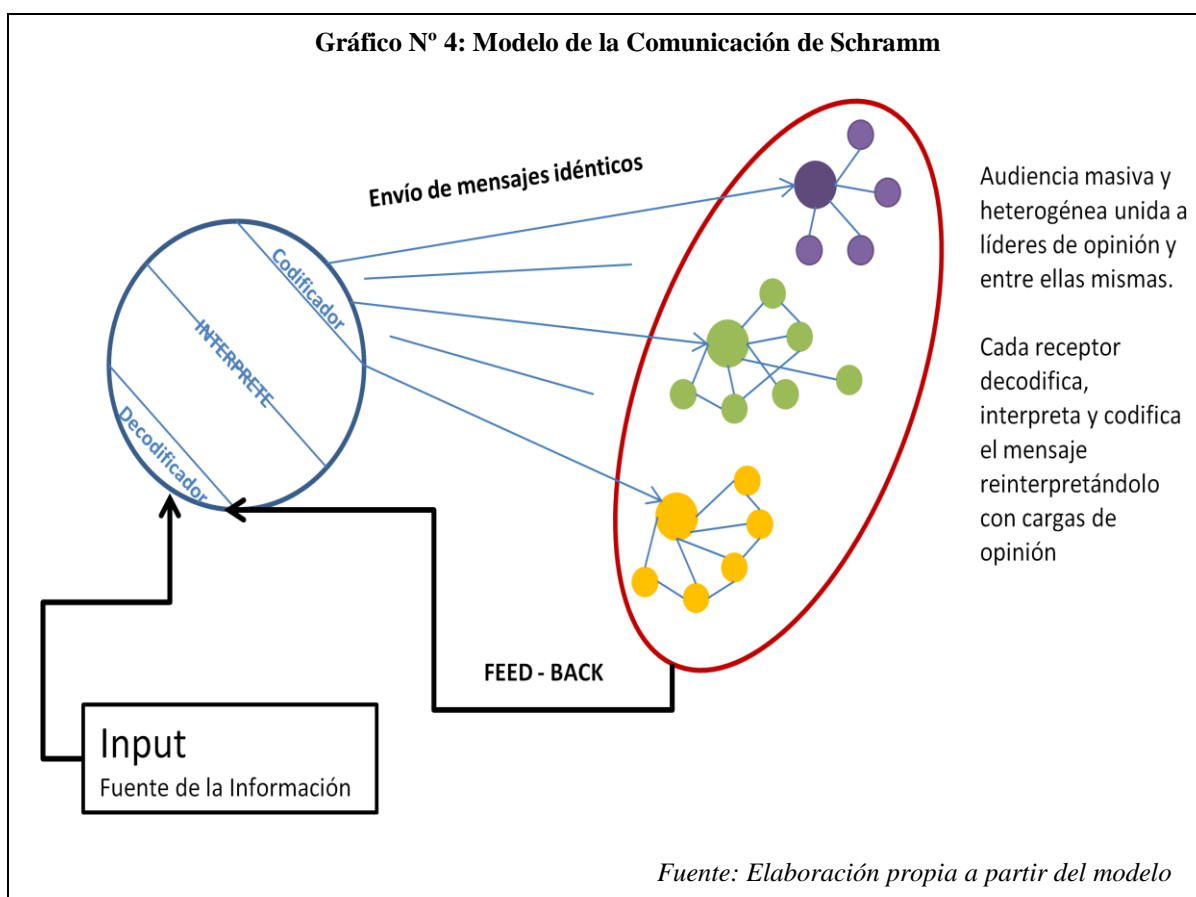 Gráfico Nº 4: Modelo de la Comunicación de Schramm
Envío de mensajes idénticos
Codificador
INTERPRETE
Decodificador
Audiencia masiva y
heterogénea unida a
líderes de opinión y
entre ellas mismas.
Cada receptor
decodifica,
interpreta y codifica
el mensaje
reinterpretándolo
con cargas de
opinión
FEED - BACK
Input
Fuente de la Información
Fuente: Elaboración propia a partir del modelo